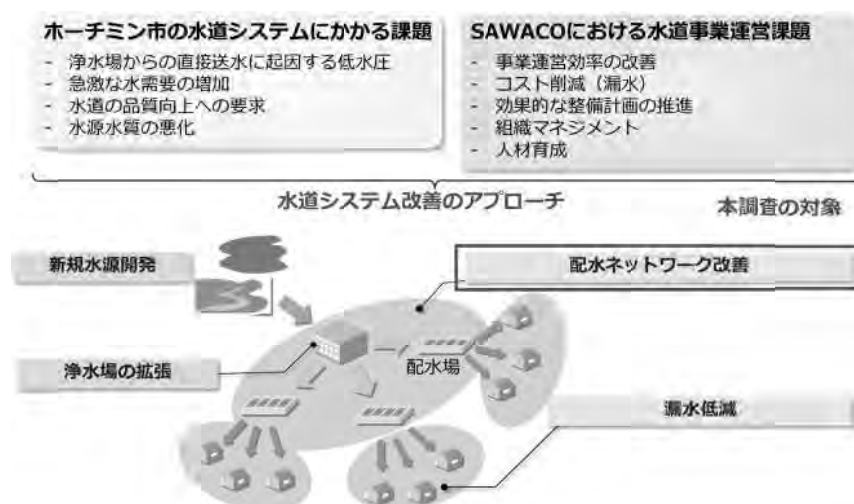 ホーチミン市の水道システムにかかる課題
- 浄水場からの直接送水に起因する低水圧
- 急激な水需要の増加
- 水道の品質向上への要求
- 水源水質の悪化
SAWACOにおける水道事業運営課題
- 事業運営効率の改善
- コスト削減（漏水）
- 効果的な整備計画の推進
- 組織マネジメント
- 人材育成
水道システム改善のアプローチ
本調査の対象
新規水源開発
配水ネットワーク改善
浄水場の拡張
配水場
漏水低減